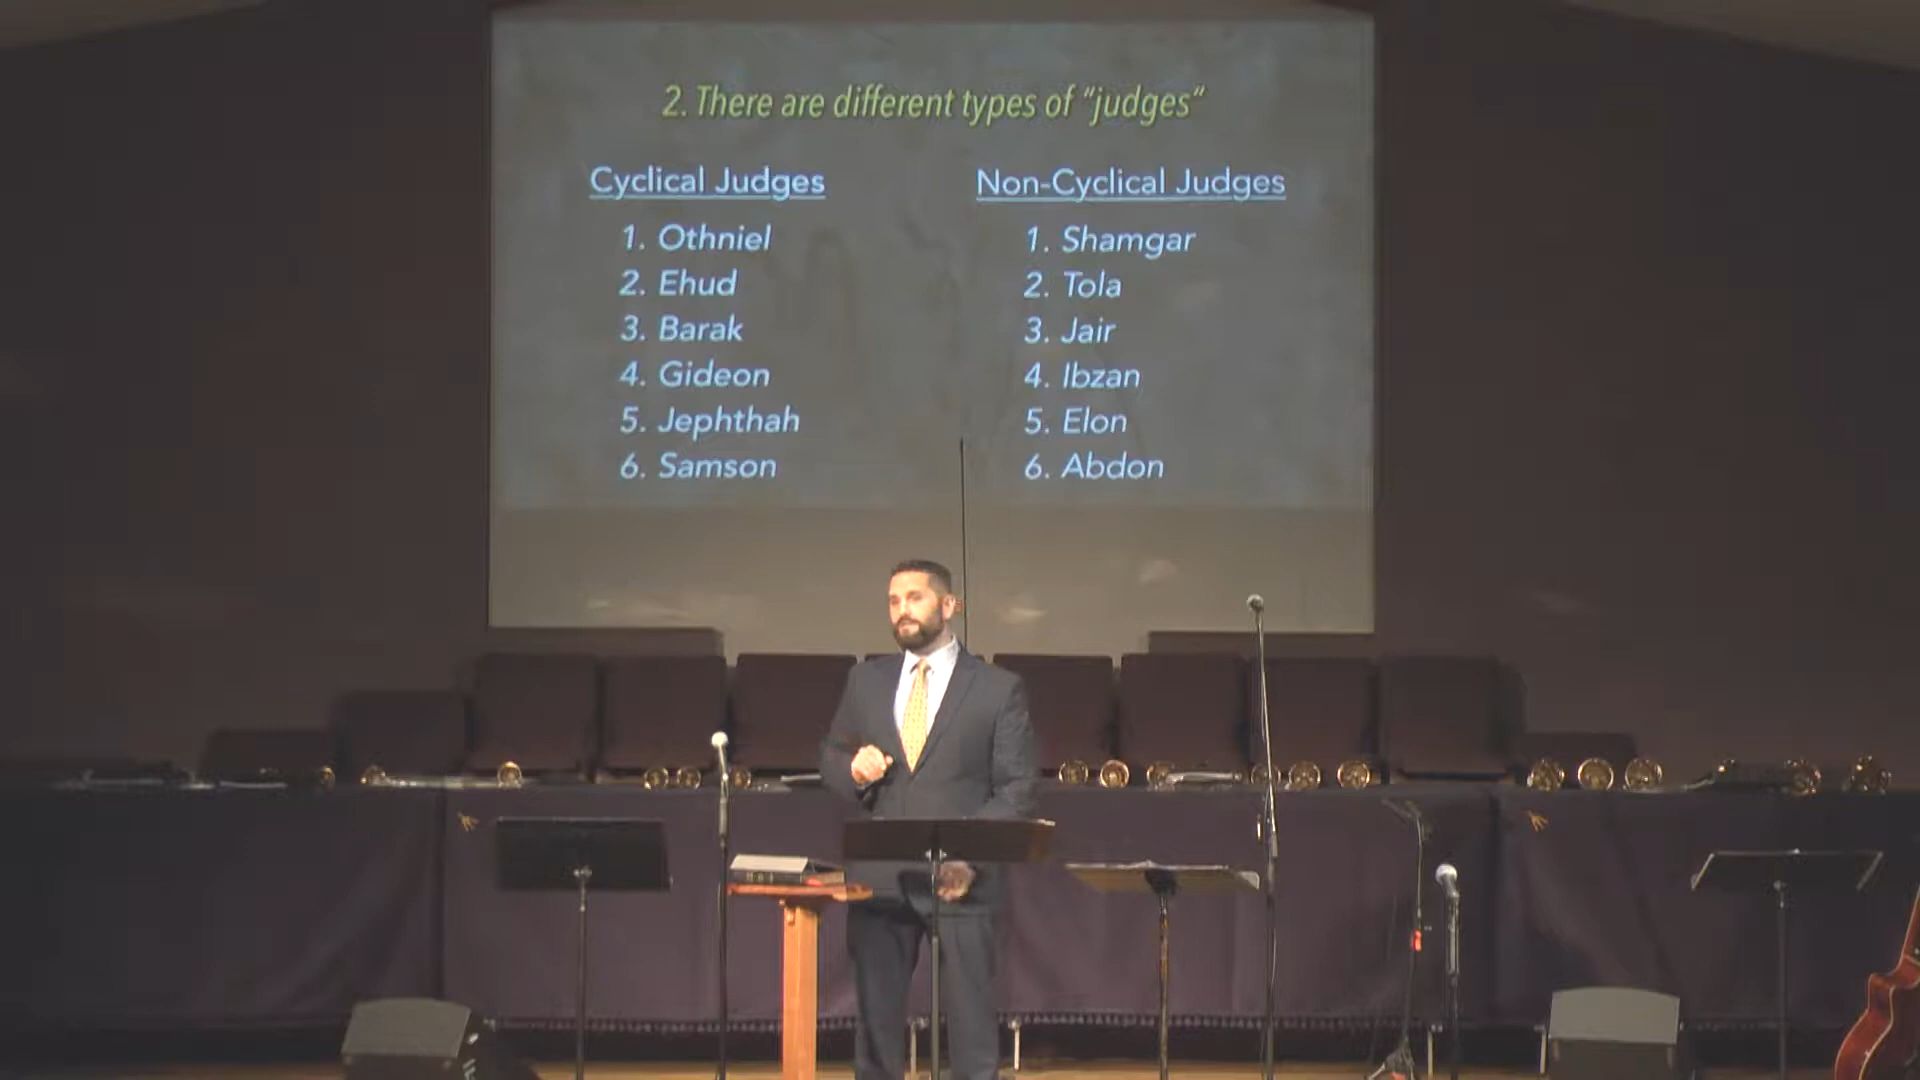 2. There are different types of “judges“
Cyclical Judges
1. Othniel
2. Ehud
3. Barak
4. Gideon
5. Jephthah
6. Samson
Non-Cyclical Judges
1. Shamgar
2. Tola
3. Jair
4. Ibzan
5. Elon
6. Abdon